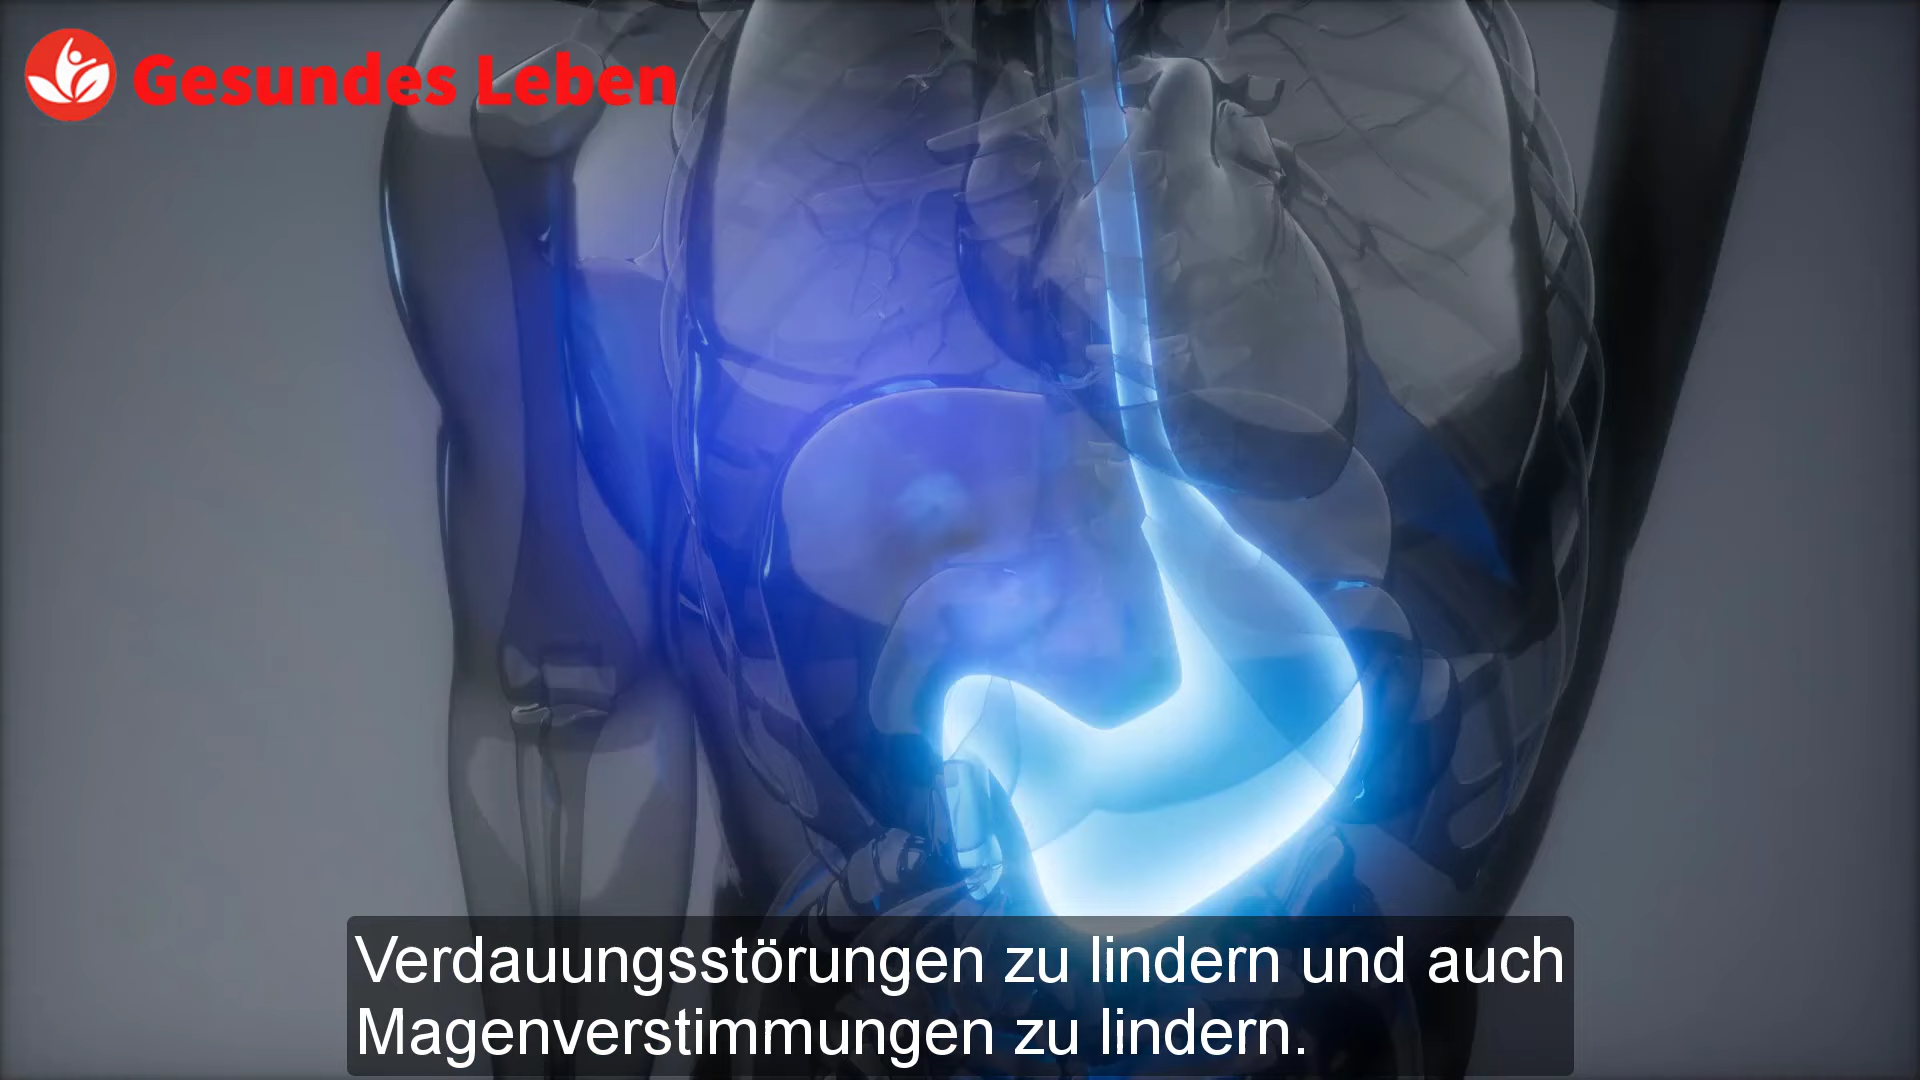 Gesundes Leben
Verdauungsstörungen zu lindern und auch
Magenverstimmungen zu lindern.